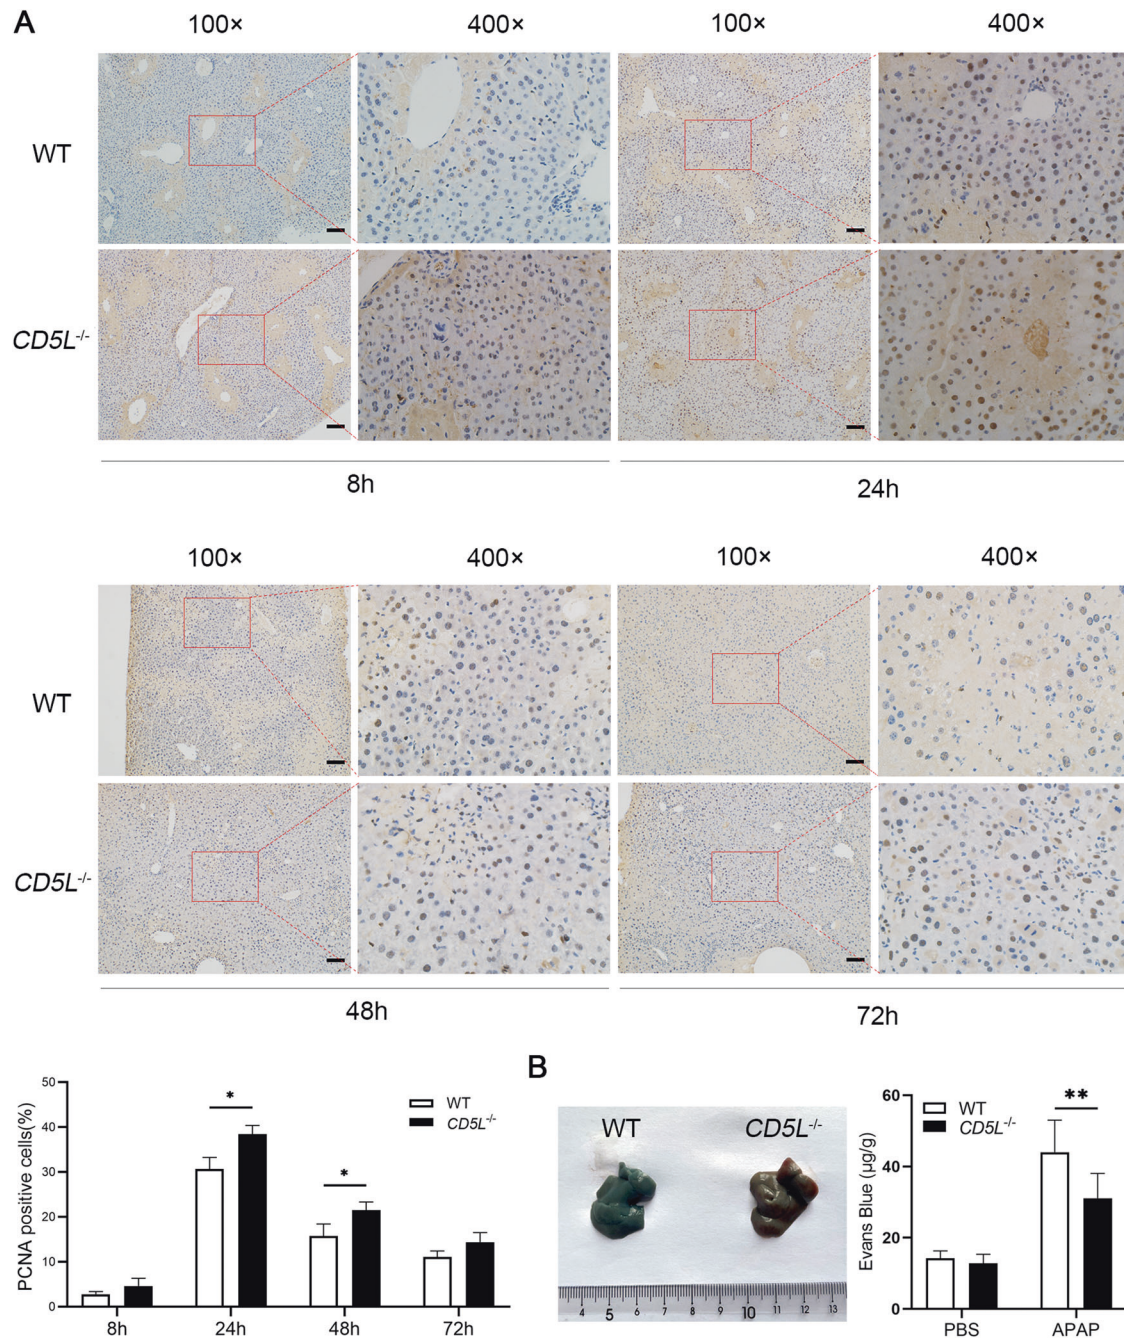 A
100× 400× 100× 400×
WT
CD5L-/-
8h 24h
100× 400× 100× 400×
WT
CD5L-/-
48h 72h
PCNA positive cells(%)
50
40
30
20
10
0
* *
WT
CD5L-/-
8h 24h 48h 72h
B
WT CD5L-/-
4 5 6 7 8 9 10 11 12 13
Evans Blue (μg/g)
60
40
20
0
WT
CD5L-/-
**
PBS APAP